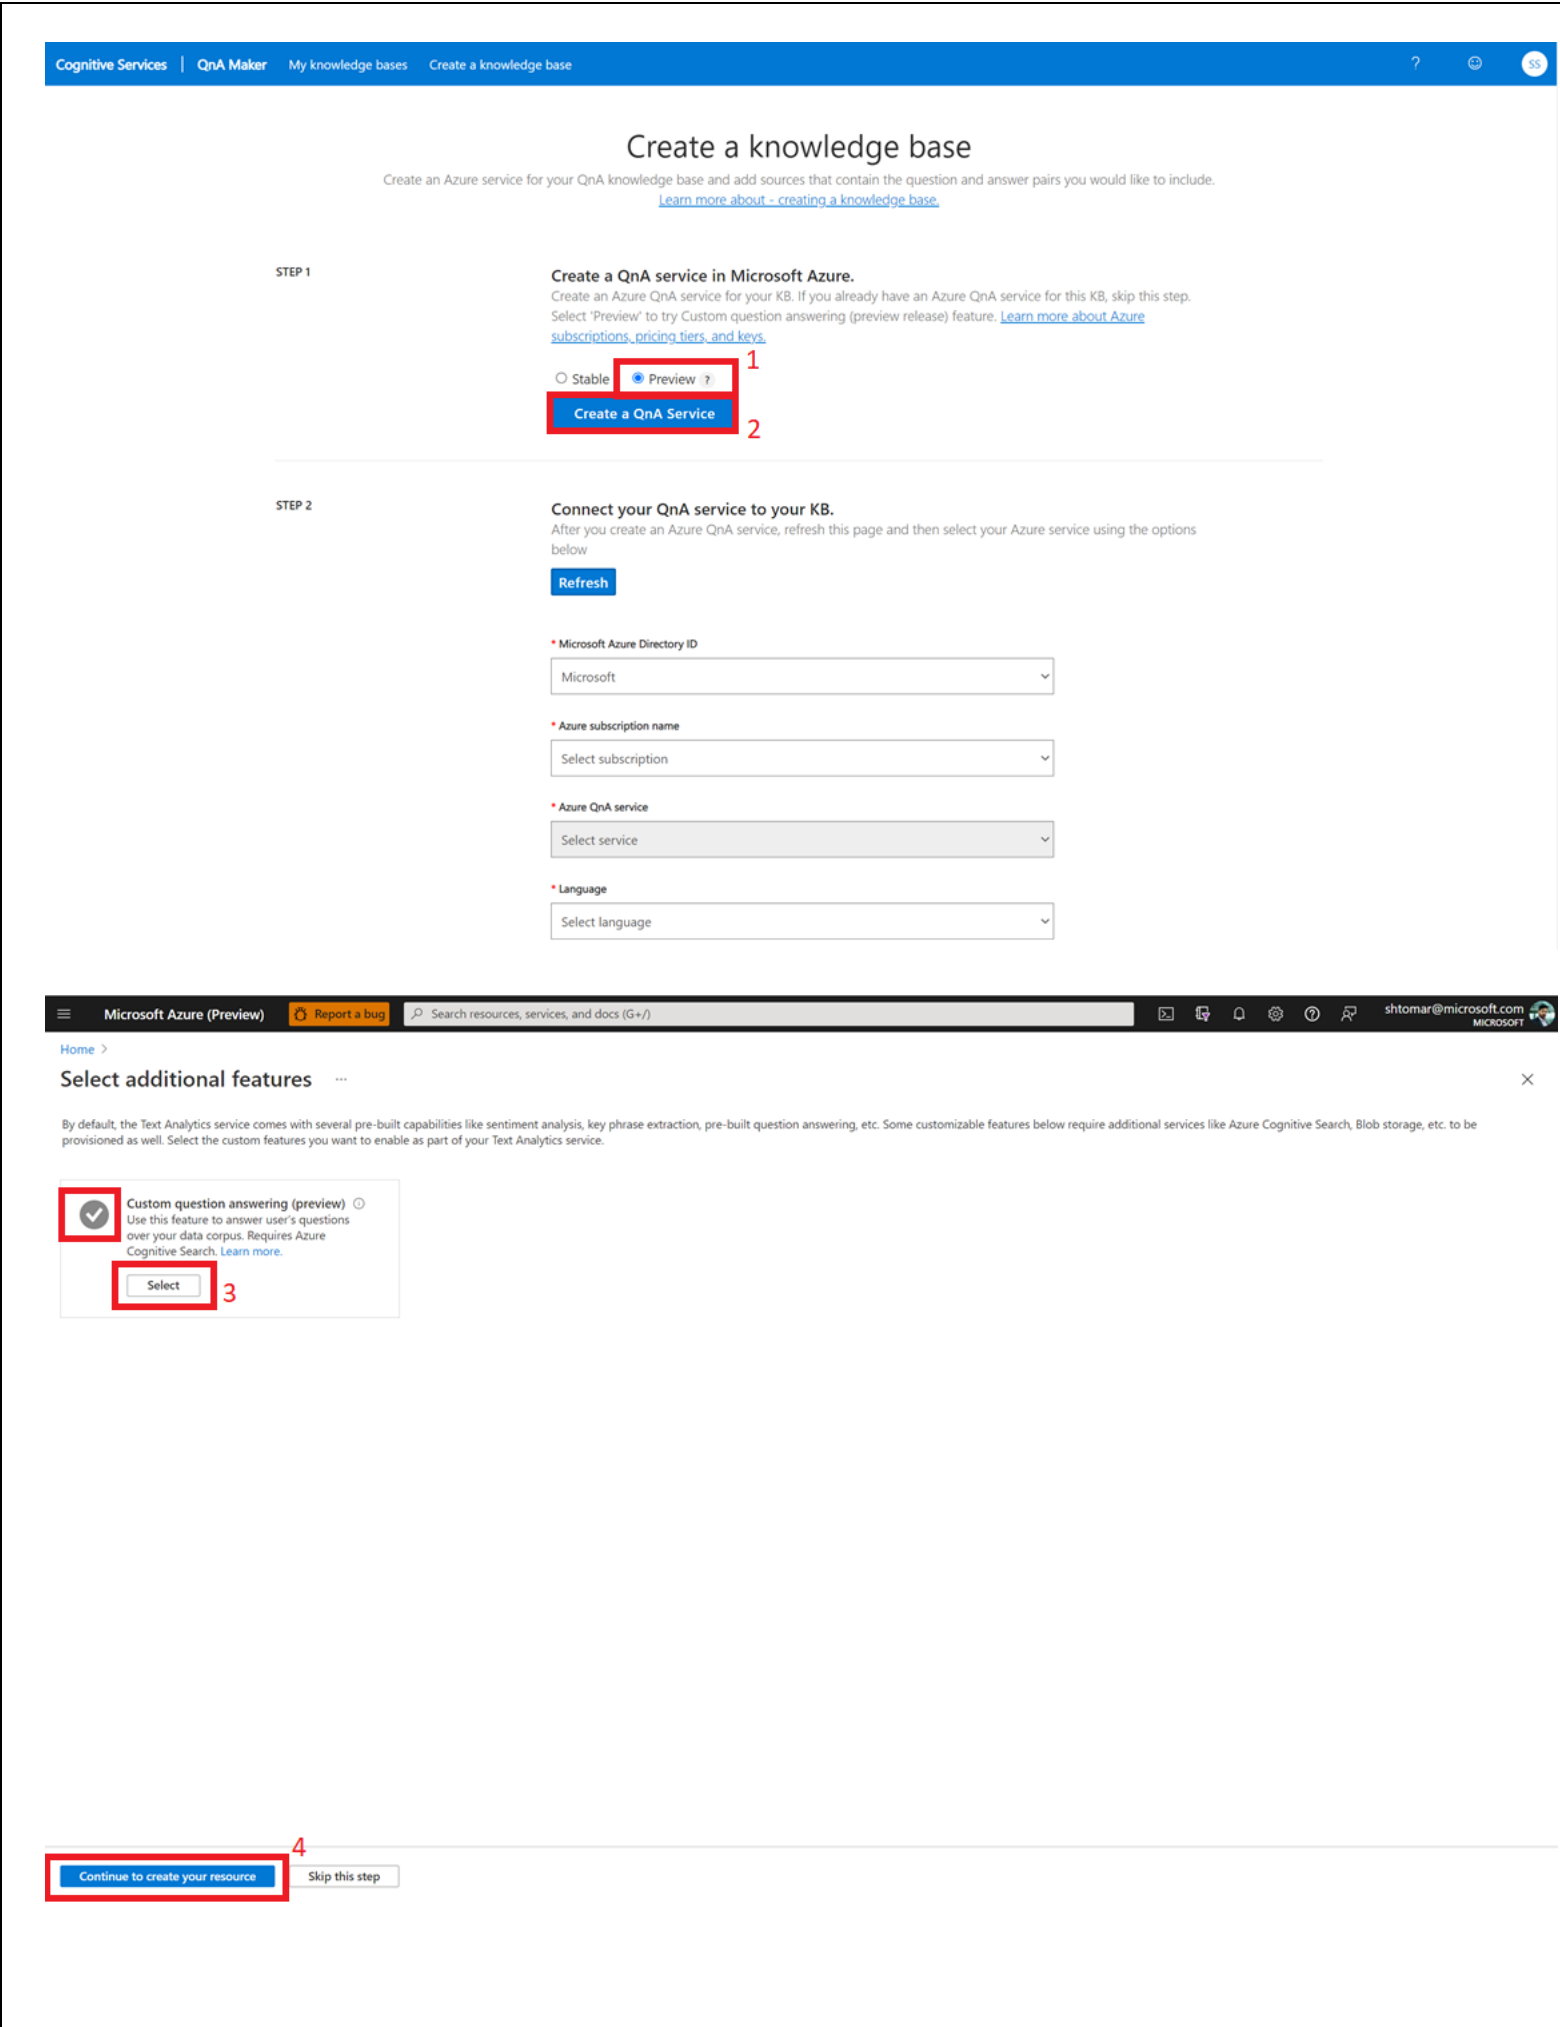 Cognitive Services | QnA Maker My knowledge bases Create a knowledge base ? SS
Create a knowledge base
Create an Azure service for your QnA knowledge base and add sources that contain the question and answer pairs you would like to include.
Learn more about - creating a knowledge base.
STEP 1
Create a QnA service in Microsoft Azure.
Create an Azure QnA service for your KB. If you already have an Azure QnA service for this KB, skip this step.
Select 'Preview' to try Custom question answering (preview release) feature. Learn more about Azure
subscriptions, pricing tiers, and keys.
1
Stable Preview ?
Create a QnA Service
2
STEP 2
Connect your QnA service to your KB.
After you create an Azure QnA service, refresh this page and then select your Azure service using the options
below
Refresh
* Microsoft Azure Directory ID
Microsoft
* Azure subscription name
Select subscription
* Azure QnA service
Select service
* Language
Select language
Microsoft Azure (Preview) Report a bug Search resources, services, and docs (G+/) shtomar@microsoft.com
MICROSOFT
Home >
Select additional features ...
By default, the Text Analytics service comes with several pre-built capabilities like sentiment analysis, key phrase extraction, pre-built question answering, etc. Some customizable features below require additional services like Azure Cognitive Search, Blob storage, etc. to be
provisioned as well. Select the custom features you want to enable as part of your Text Analytics service.
Custom question answering (preview)
Use this feature to answer user's questions
over your data corpus. Requires Azure
Cognitive Search. Learn more.
Select
3
4
Continue to create your resource Skip this step